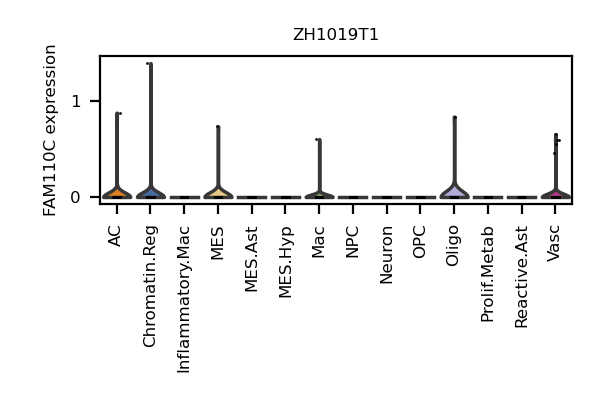 ZH1019T1
FAM110C expression
1
0
AC
Chromatin.Reg
Inflammatory.Mac
MES
MES.Ast
MES.Hyp
Mac
NPC
Neuron
OPC
Oligo
Prolif.Metab
Reactive.Ast
Vasc